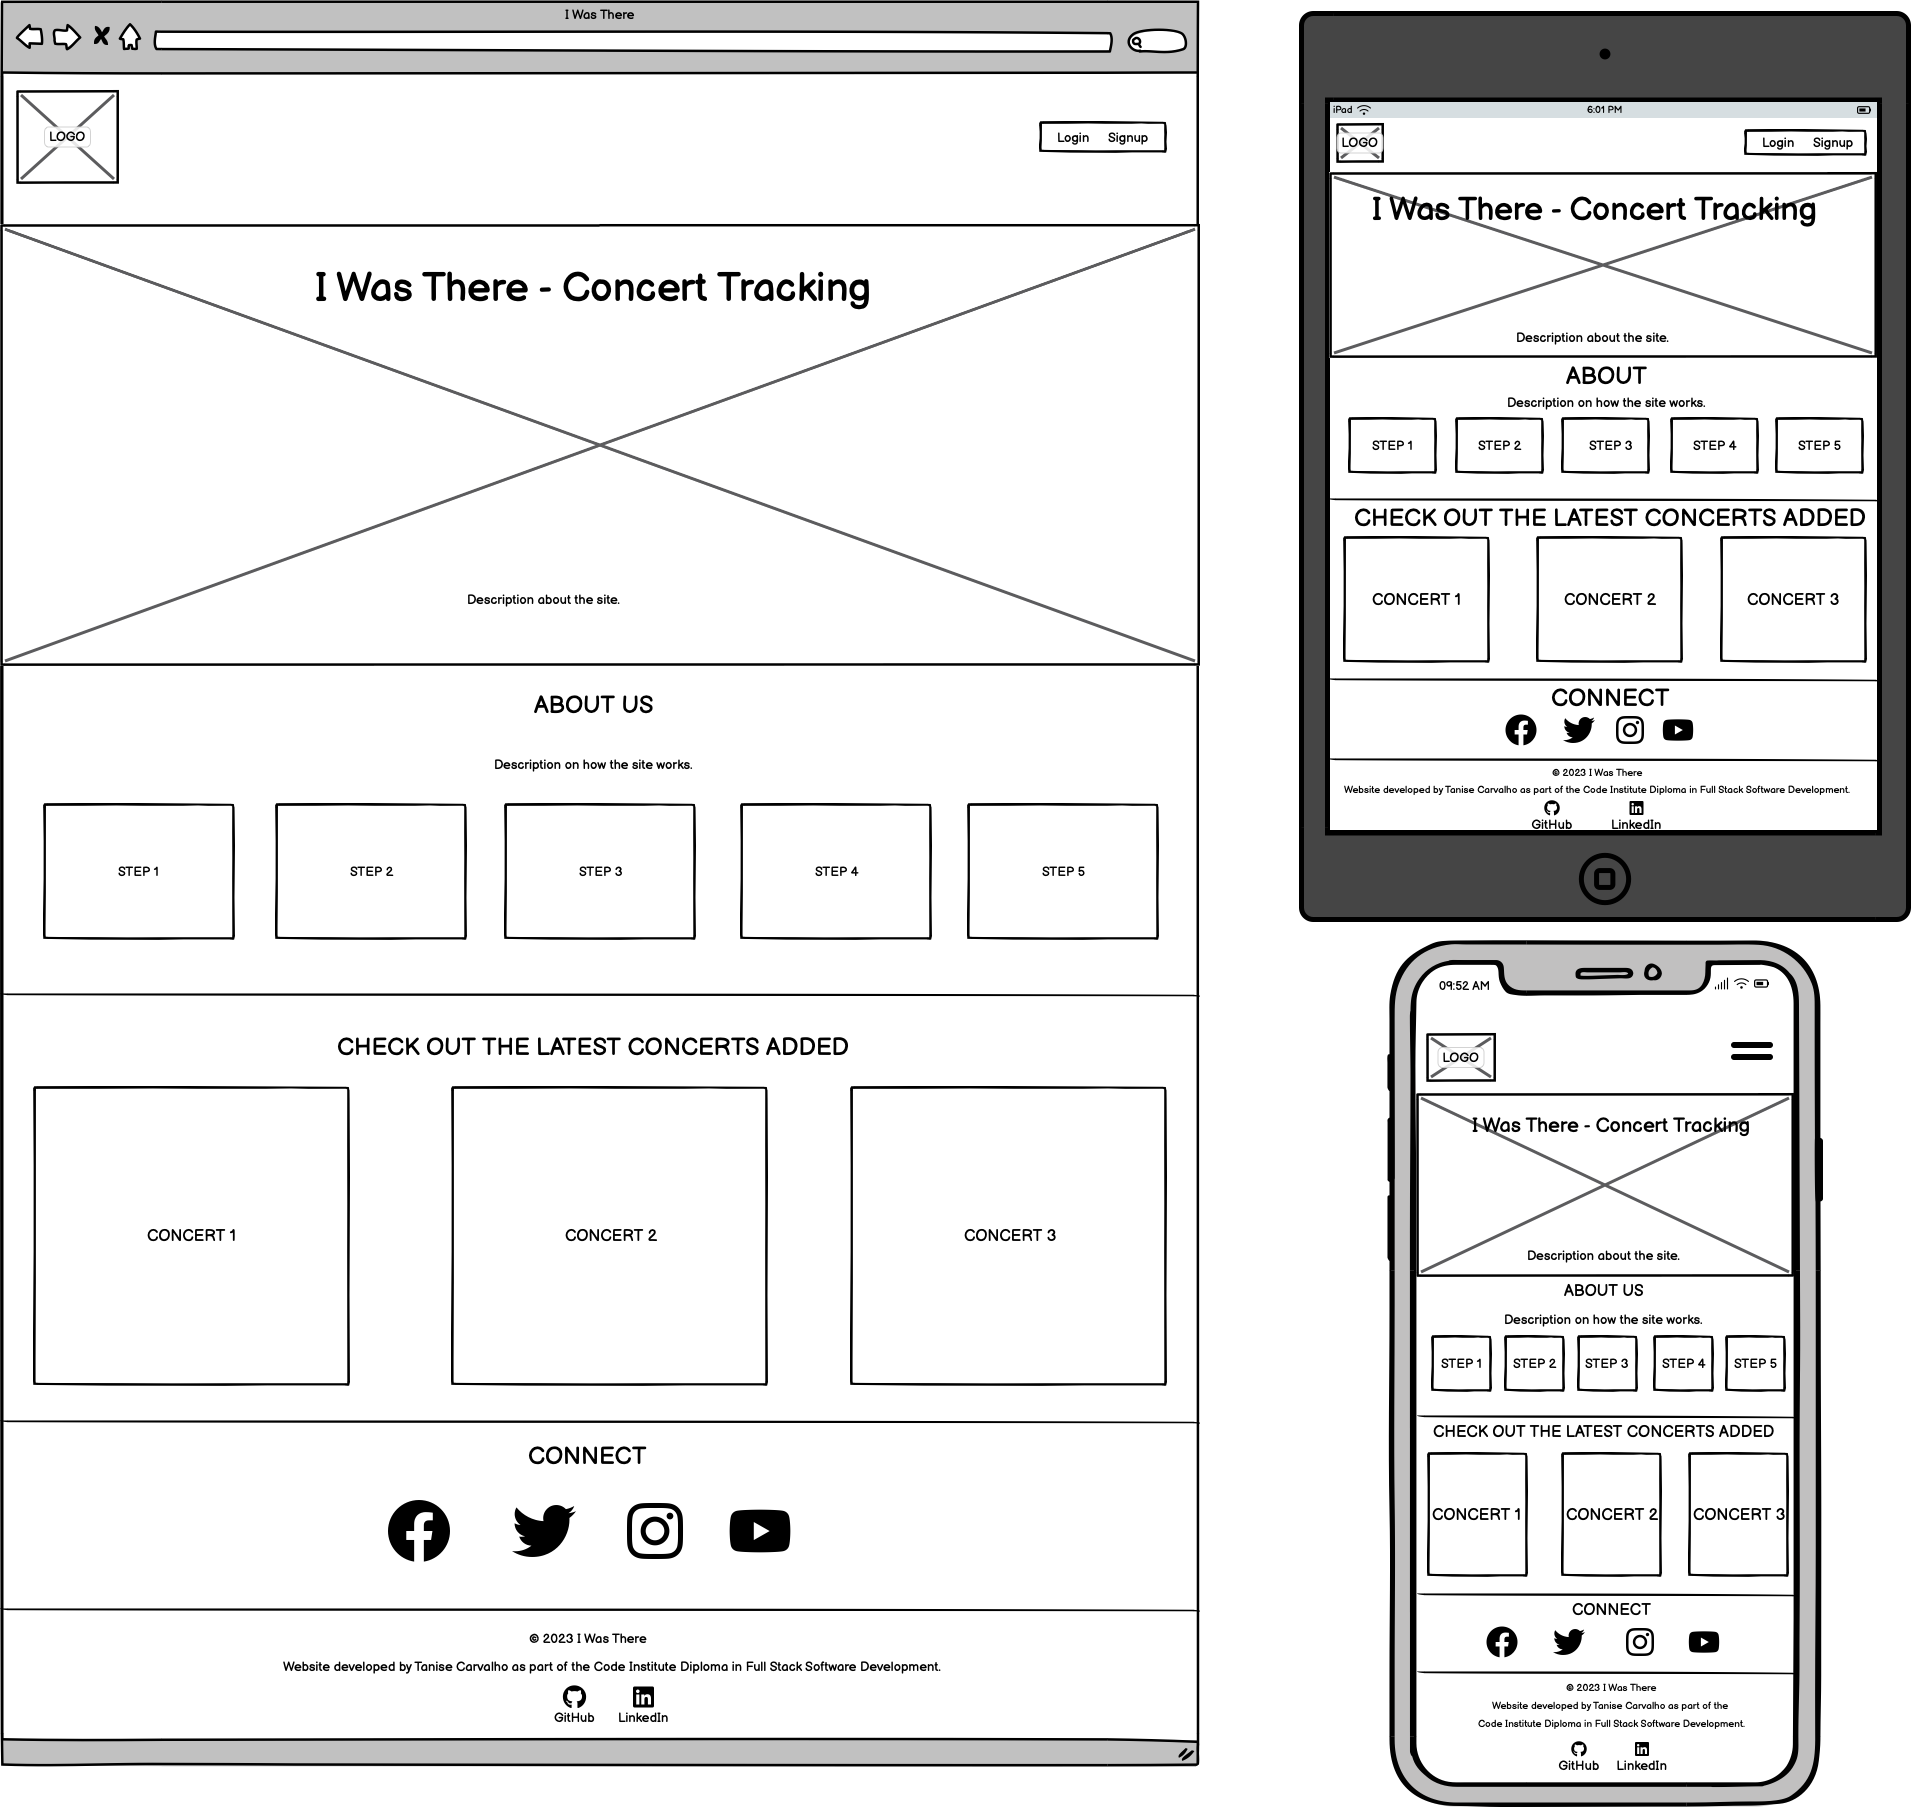 I Was There
LOGO
Login Signup
I Was There - Concert Tracking
Description about the site.
ABOUT US
Description on how the site works.
STEP 1 STEP 2 STEP 3 STEP 4 STEP 5
CHECK OUT THE LATEST CONCERTS ADDED
CONCERT 1 CONCERT 2 CONCERT 3
CONNECT
© 2023 I Was There
Website developed by Tanise Carvalho as part of the Code Institute Diploma in Full Stack Software Development.
GitHub LinkedIn
iPad 6:01 PM
LOGO
Login Signup
I Was There - Concert Tracking
Description about the site.
ABOUT
Description on how the site works.
STEP 1 STEP 2 STEP 3 STEP 4 STEP 5
CHECK OUT THE LATEST CONCERTS ADDED
CONCERT 1 CONCERT 2 CONCERT 3
CONNECT
© 2023 I Was There
Website developed by Tanise Carvalho as part of the Code Institute Diploma in Full Stack Software Development.
GitHub LinkedIn
09:52 AM
LOGO
I Was There - Concert Tracking
Description about the site.
ABOUT US
Description on how the site works.
STEP 1 STEP 2 STEP 3 STEP 4 STEP 5
CHECK OUT THE LATEST CONCERTS ADDED
CONCERT 1 CONCERT 2 CONCERT 3
CONNECT
© 2023 I Was There
Website developed by Tanise Carvalho as part of the
Code Institute Diploma in Full Stack Software Development.
GitHub LinkedIn